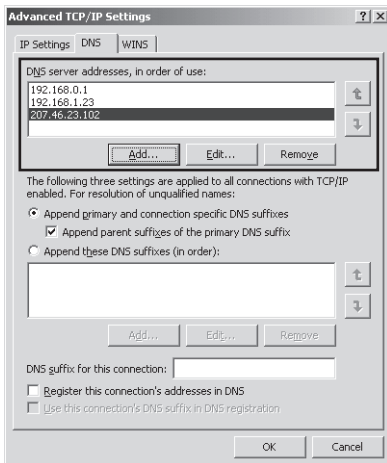 Advanced TCP/IP Settings
IP Settings DNS WINS
DNS server addresses, in order of use:
192.168.0.1
192.168.1.23
207.46.23.102
Add... Edit... Remove
The following three settings are applied to all connections with TCP/IP
enabled. For resolution of unqualified names:
Append primary and connection specific DNS suffixes
Append parent suffixes of the primary DNS suffix
Append these DNS suffixes (in order):
Add... Edit... Remove
DNS suffix for this connection:
Register this connection's addresses in DNS
Use this connection's DNS suffix in DNS registration
OK Cancel